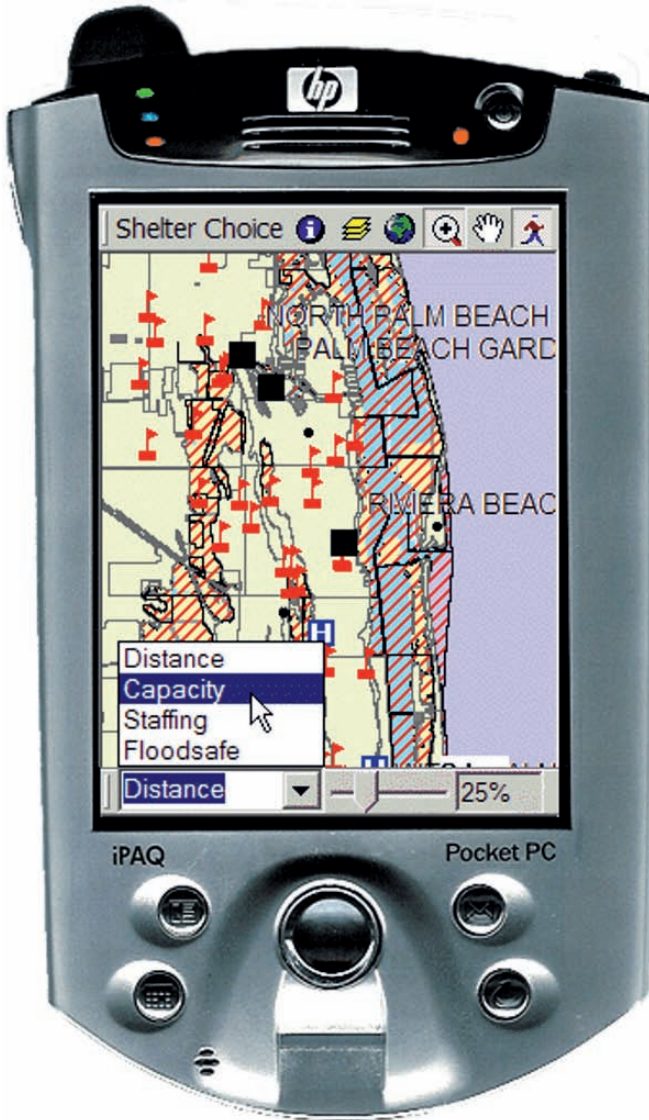 hp
Shelter Choice
NORTH PALM BEACH
PALM BEACH GARD
RIVIERA BEAC
H
Distance
Capacity
Staffing
Floodsafe
H
Distance
25%
iPAQ
Pocket PC